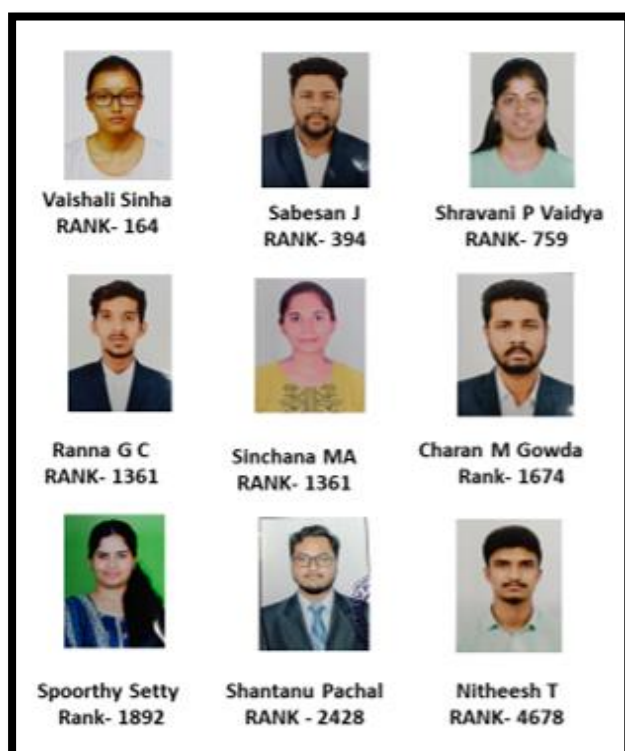 Vaishali Sinha
RANK- 164
Sabesan J
RANK- 394
Shravani P Vaidya
RANK- 759
Ranna G C
RANK- 1361
Sinchana MA
RANK- 1361
Charan M Gowda
Rank- 1674
Spoorthy Setty
Rank- 1892
Shantanu Pachal
RANK - 2428
Nitheesh T
RANK- 4678